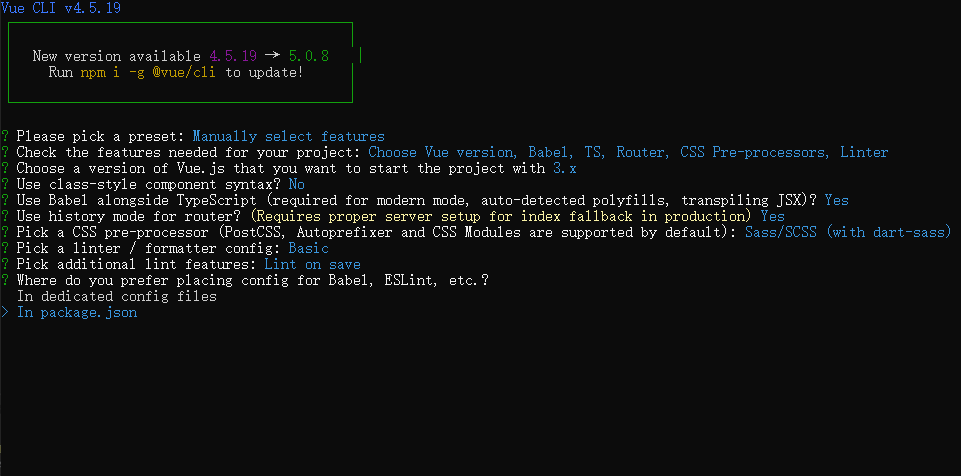 Vue CLI v4.5.19
New version available 4.5.19 → 5.0.8
Run npm i -g @vue/cli to update!
? Please pick a preset: Manually select features
? Check the features needed for your project: Choose Vue version, Babel, TS, Router, CSS Pre-processors, Linter
? Choose a version of Vue.js that you want to start the project with 3.x
? Use class-style component syntax? No
? Use Babel alongside TypeScript (required for modern mode, auto-detected polyfills, transpiling JSX)? Yes
? Use history mode for router? (Requires proper server setup for index fallback in production) Yes
? Pick a CSS pre-processor (PostCSS, Autoprefixer and CSS Modules are supported by default): Sass/SCSS (with dart-sass)
? Pick a linter / formatter config: Basic
? Pick additional lint features: Lint on save
? Where do you prefer placing config for Babel, ESLint, etc.?
In dedicated config files
> In package.json